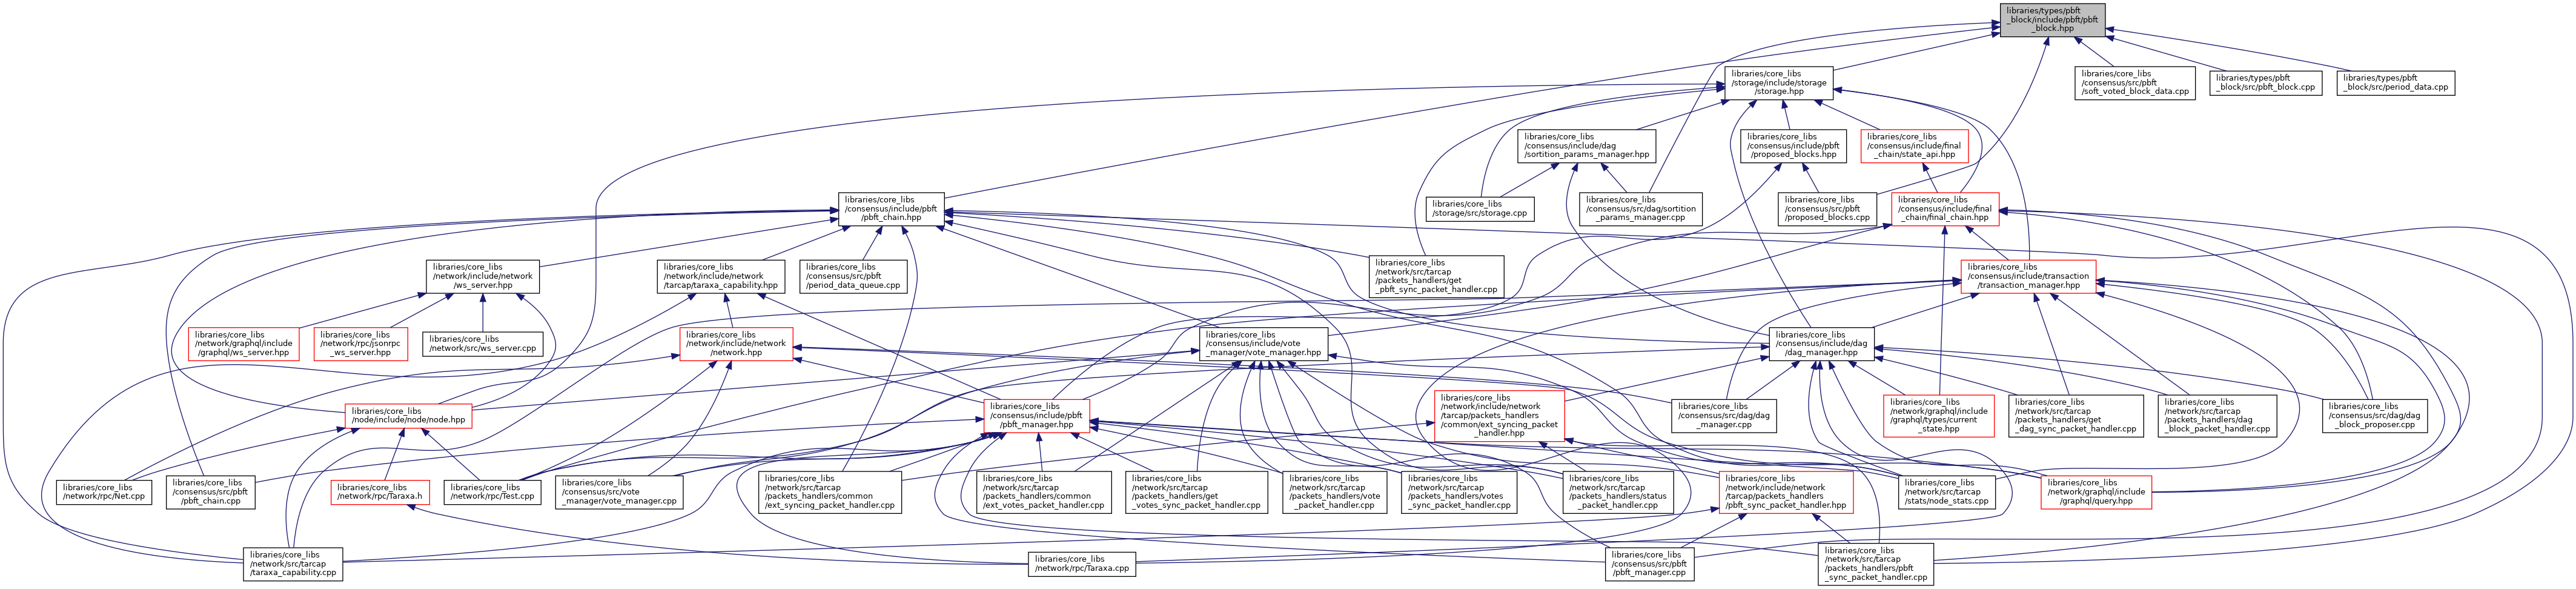 libraries/types/pbft
_block/include/pbft/pbft
_block.hpp
libraries/core_libs
/storage/include/storage
/storage.hpp
libraries/core_libs
/consensus/src/pbft
/soft_voted_block_data.cpp
libraries/types/pbft
_block/src/pbft_block.cpp
libraries/types/pbft
_block/src/period_data.cpp
libraries/core_libs
/consensus/include/dag
/sortition_params_manager.hpp
libraries/core_libs
/consensus/include/pbft
/proposed_blocks.hpp
libraries/core_libs
/consensus/include/final
_chain/state_api.hpp
libraries/core_libs
/consensus/include/pbft
/pbft_chain.hpp
libraries/core_libs
/storage/src/storage.cpp
libraries/core_libs
/consensus/src/dag/sortition
_params_manager.cpp
libraries/core_libs
/consensus/src/pbft
/proposed_blocks.cpp
libraries/core_libs
/consensus/include/final
_chain/final_chain.hpp
libraries/core_libs
/network/include/network
/ws_server.hpp
libraries/core_libs
/network/include/network
/tarcap/taraxa_capability.hpp
libraries/core_libs
/consensus/src/pbft
/period_data_queue.cpp
libraries/core_libs
/network/src/tarcap
/packets_handlers/get
_pbft_sync_packet_handler.cpp
libraries/core_libs
/consensus/include/transaction
/transaction_manager.hpp
libraries/core_libs
/network/graphql/include
/graphql/ws_server.hpp
libraries/core_libs
/network/rpc/jsonrpc
_ws_server.hpp
libraries/core_libs
/network/src/ws_server.cpp
libraries/core_libs
/network/include/network
/network.hpp
libraries/core_libs
/consensus/include/vote
_manager/vote_manager.hpp
libraries/core_libs
/consensus/include/dag
/dag_manager.hpp
libraries/core_libs
/node/include/node/node.hpp
libraries/core_libs
/consensus/include/pbft
/pbft_manager.hpp
libraries/core_libs
/network/include/network
/tarcap/packets_handlers
/common/ext_syncing_packet
_handler.hpp
libraries/core_libs
/consensus/src/dag/dag
_manager.cpp
libraries/core_libs
/network/graphql/include
/graphql/types/current
_state.hpp
libraries/core_libs
/network/src/tarcap
/packets_handlers/get
_dag_sync_packet_handler.cpp
libraries/core_libs
/network/src/tarcap
/packets_handlers/dag
_block_packet_handler.cpp
libraries/core_libs
/consensus/src/dag/dag
_block_proposer.cpp
libraries/core_libs
/network/rpc/Net.cpp
libraries/core_libs
/consensus/src/pbft
/pbft_chain.cpp
libraries/core_libs
/network/rpc/Taraxa.h
libraries/core_libs
/network/rpc/Test.cpp
libraries/core_libs
/consensus/src/vote
_manager/vote_manager.cpp
libraries/core_libs
/network/src/tarcap
/packets_handlers/common
/ext_syncing_packet_handler.cpp
libraries/core_libs
/network/src/tarcap
/packets_handlers/common
/ext_votes_packet_handler.cpp
libraries/core_libs
/network/src/tarcap
/packets_handlers/get
_votes_sync_packet_handler.cpp
libraries/core_libs
/network/src/tarcap
/packets_handlers/vote
_packet_handler.cpp
libraries/core_libs
/network/src/tarcap
/packets_handlers/votes
_sync_packet_handler.cpp
libraries/core_libs
/network/src/tarcap
/packets_handlers/status
_packet_handler.cpp
libraries/core_libs
/network/include/network
/tarcap/packets_handlers
/pbft_sync_packet_handler.hpp
libraries/core_libs
/network/src/tarcap
/stats/node_stats.cpp
libraries/core_libs
/network/graphql/include
/graphql/query.hpp
libraries/core_libs
/network/src/tarcap
/taraxa_capability.cpp
libraries/core_libs
/network/rpc/Taraxa.cpp
libraries/core_libs
/consensus/src/pbft
/pbft_manager.cpp
libraries/core_libs
/network/src/tarcap
/packets_handlers/pbft
_sync_packet_handler.cpp